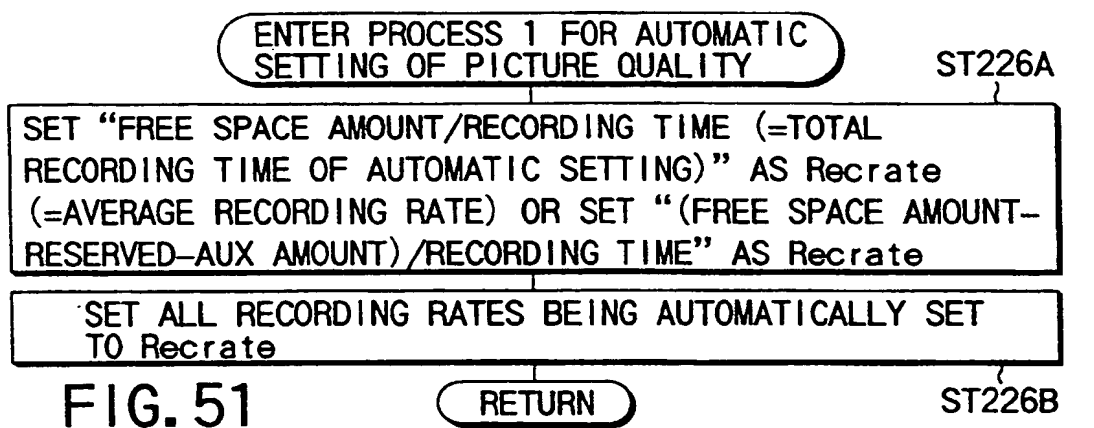 ENTER PROCESS 1 FOR AUTOMATIC
SETTING OF PICTURE QUALITY
ST226A
SET “FREE SPACE AMOUNT/RECORDING TIME (=TOTAL
RECORDING TIME OF AUTOMATIC SETTING)” AS Recrate
(=AVERAGE RECORDING RATE) OR SET “(FREE SPACE AMOUNT–
RESERVED–AUX AMOUNT)/RECORDING TIME” AS Recrate
SET ALL RECORDING RATES BEING AUTOMATICALLY SET
TO Recrate
FIG. 51
RETURN
ST226B